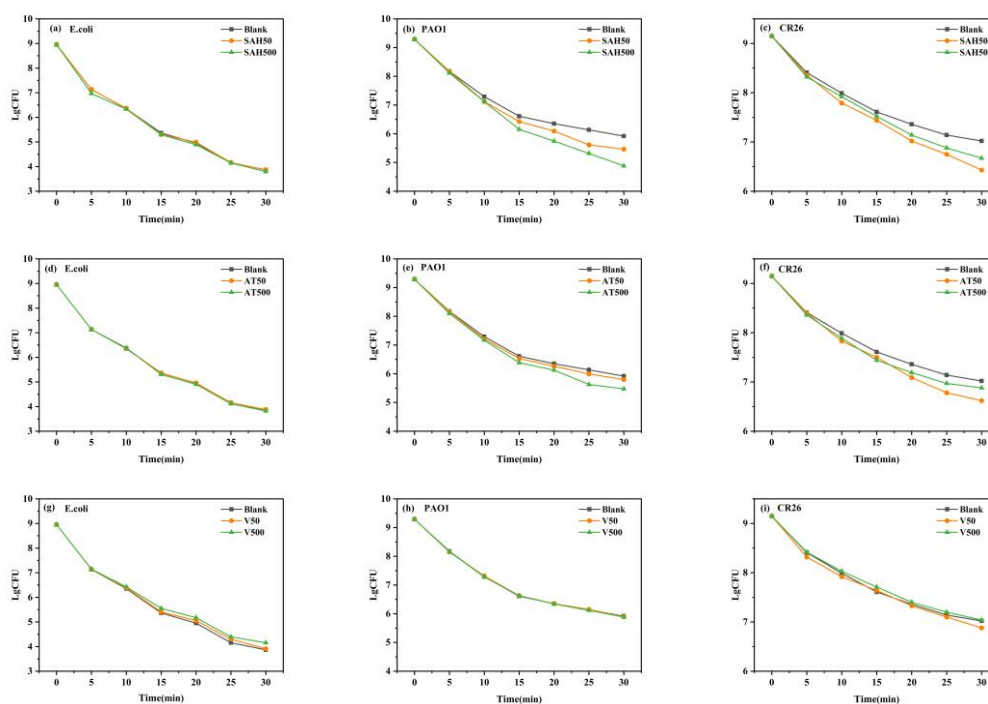 (a) E.coli
Blank
SAH50
SAH500
LgCFU
10
9
8
7
6
5
4
3
0 5 10 15 20 25 30
Time(min)
(b) PAO1
Blank
SAH50
SAH500
LgCFU
10
9
8
7
6
5
4
0 5 10 15 20 25 30
Time(min)
(c) CR26
Blank
SAH50
SAH500
LgCFU
9
8
7
6
0 5 10 15 20 25 30
Time(min)
(d) E.coli
Blank
AT50
AT500
LgCFU
10
9
8
7
6
5
4
3
0 5 10 15 20 25 30
Time(min)
(e) PAO1
Blank
AT50
AT500
LgCFU
10
9
8
7
6
5
4
0 5 10 15 20 25 30
Time(min)
(f) CR26
Blank
AT50
AT500
LgCFU
9
8
7
6
0 5 10 15 20 25 30
Time(min)
(g) E.coli
Blank
V50
V500
LgCFU
10
9
8
7
6
5
4
3
0 5 10 15 20 25 30
Time(min)
(h) PAO1
Blank
V50
V500
LgCFU
10
9
8
7
6
5
4
0 5 10 15 20 25 30
Time(min)
(i) CR26
Blank
V50
V500
LgCFU
9
8
7
6
0 5 10 15 20 25 30
Time(min)